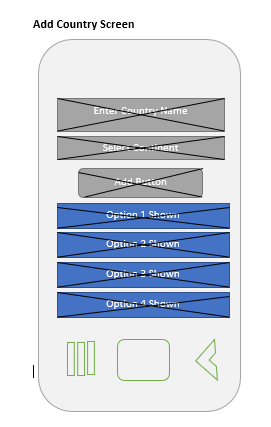 Add Country Screen
Enter Country Name
Select Continent
Add Button
Option 1 Shown
Option 2 Shown
Option 3 Shown
Option 4 Shown